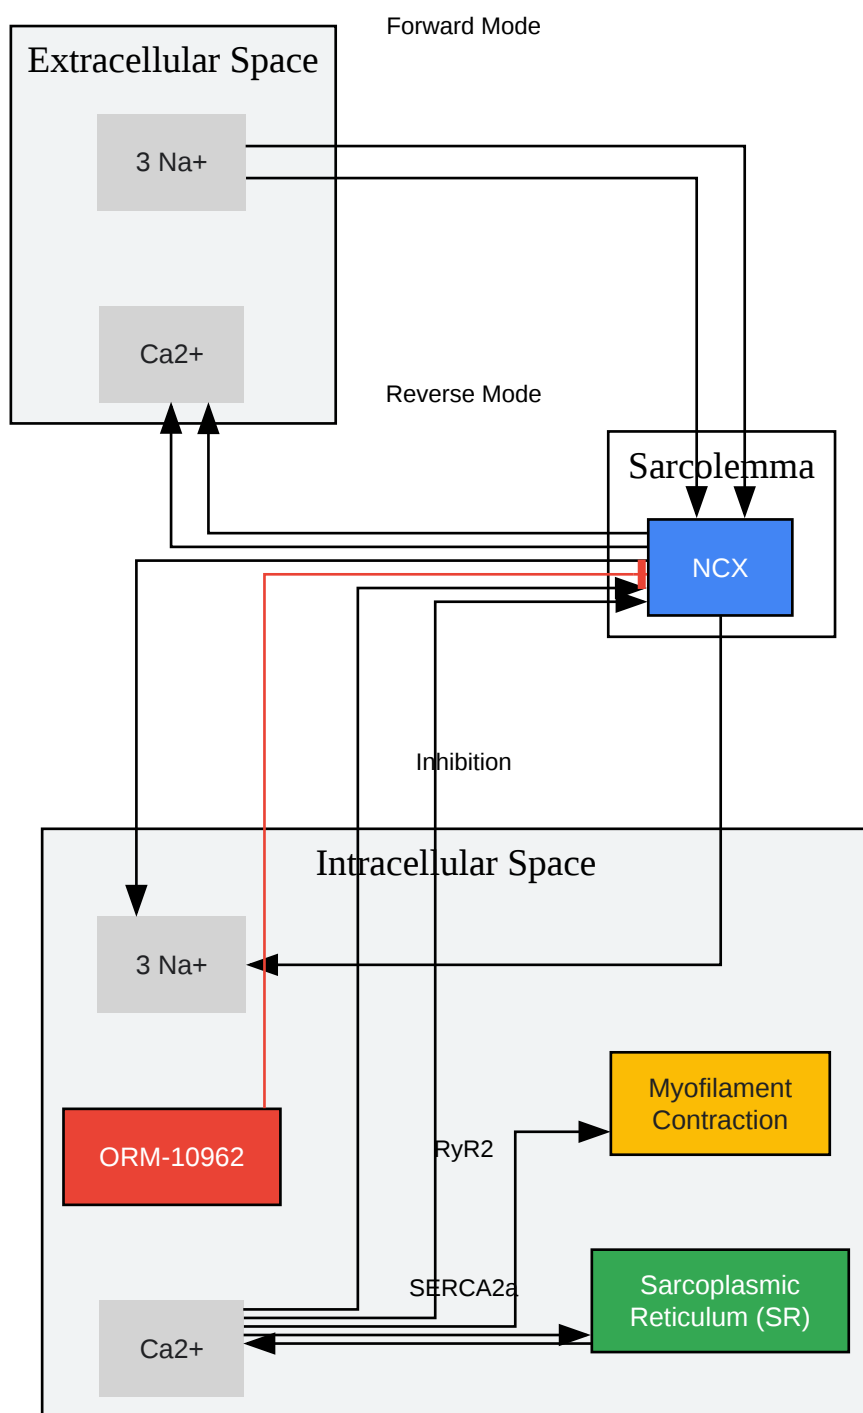 Forward Mode
Extracellular Space
3 Na+
Ca2+
Reverse Mode
Sarcolemma
NCX
Inhibition
Intracellular Space
3 Na+
Myofilament
Contraction
RyR2
ORM-10962
SERCA2a
Sarcoplasmic
Reticulum (SR)
Ca2+